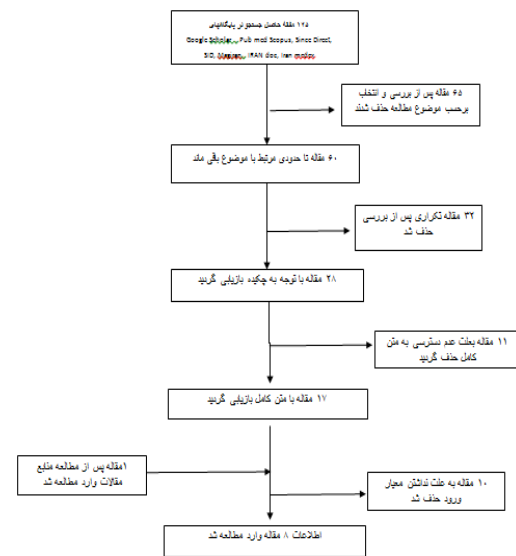 ۱۲۵ مقاله حاصل جستجو در پایگاههای
Google Scholar, Pub med Scopus, Since Direct,
SID, Magiran, IRAN doc, Iran medex
۶۵ مقاله پس از بررسی و انتخاب
برحسب موضوع مطالعه حذف شدند
۶۰ مقاله تا حدودی مرتبط با موضوع باقی ماند
۳۲ مقاله تکراری پس از بررسی
حذف شد
۲۸ مقاله با توجه به چکیده بازیابی گردید
۱۱ مقاله بعلت عدم دسترسی به متن
کامل حذف گردید
۱۷ مقاله با متن کامل بازیابی گردید
۱مقاله پس از مطالعه منابع
مقالات وارد مطالعه شد
۱۰ مقاله به علت نداشتن معیار
ورود حذف شد
اطلاعات ۸ مقاله وارد مطالعه شد